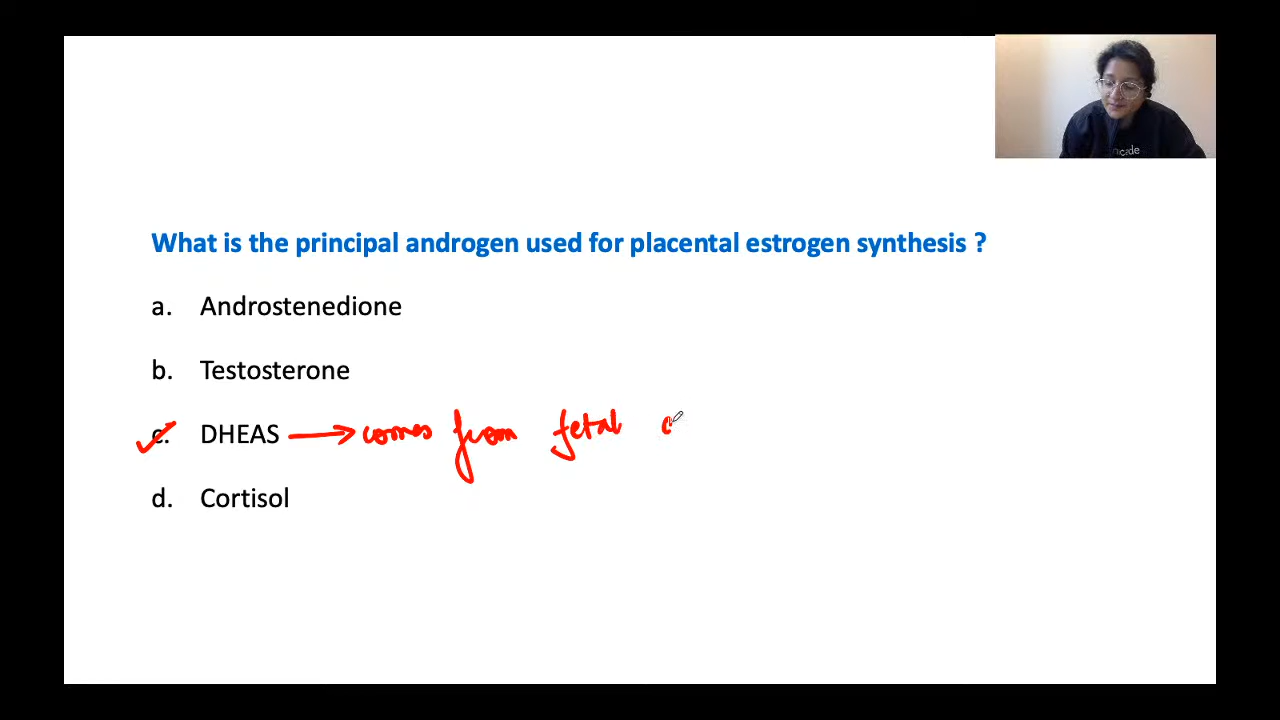 What is the principal androgen used for placental estrogen synthesis ?
a. Androstenedione
b. Testosterone
c. DHEAS → comes from fetal
d. Cortisol